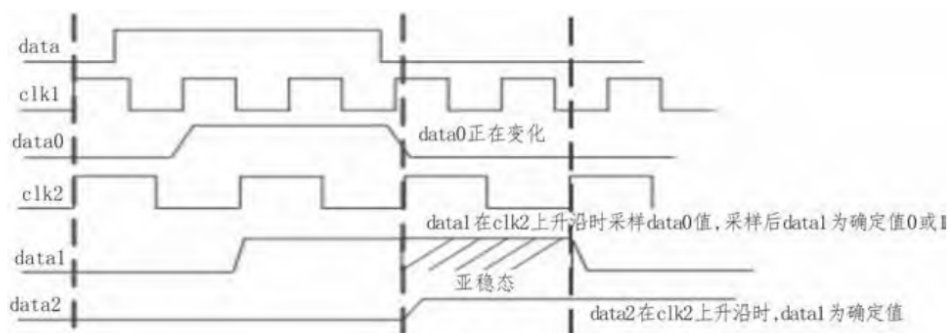 data
clk1
data0
data0正在变化
clk2
data1在clk2上升沿时采样data0值,采样后data1为确定值0或1
data1
亚稳态
data2
data2在clk2上升沿时,data1为确定值